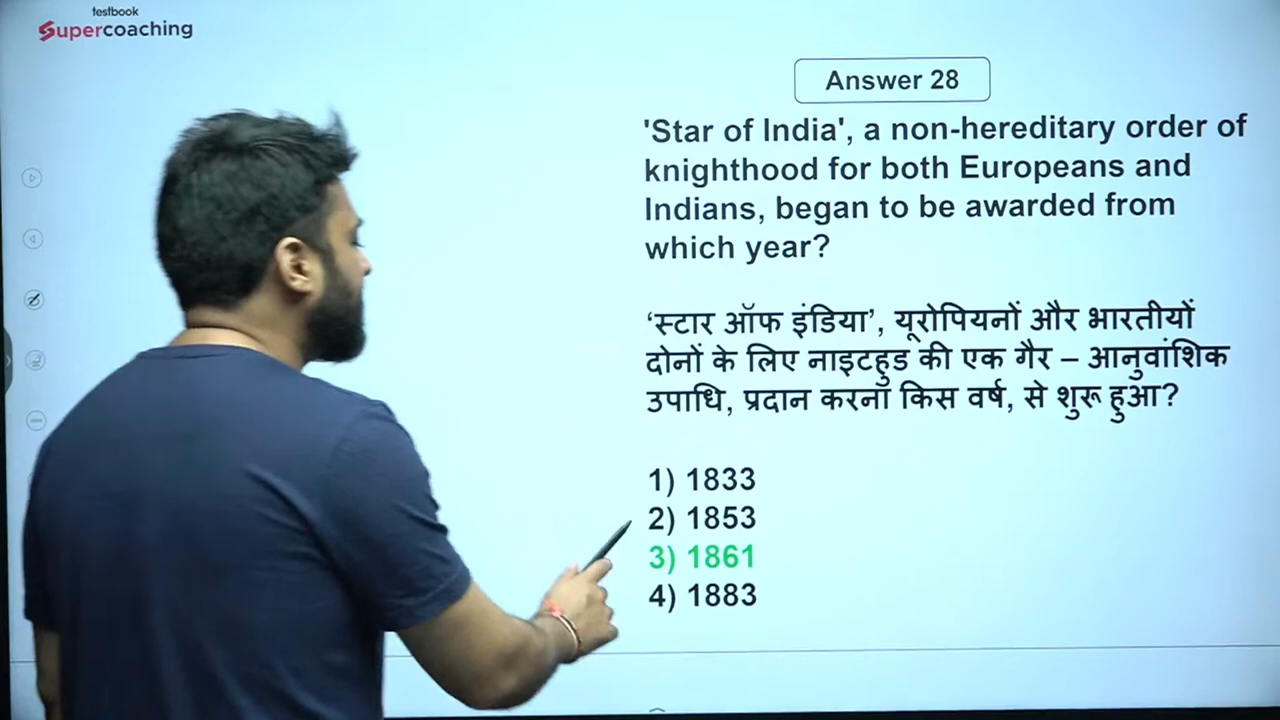 testbook
Supercoaching
Answer 28
'Star of India', a non-hereditary order of
knighthood for both Europeans and
Indians, began to be awarded from
which year?
‘स्टार ऑफ इंडिया’, यूरोपियनों और भारतीयों
दोनों के लिए नाइटहुड की एक गैर – आनुवांशिक
उपाधि, प्रदान करना किस वर्ष, से शुरू हुआ?
1) 1833
2) 1853
3) 1861
4) 1883